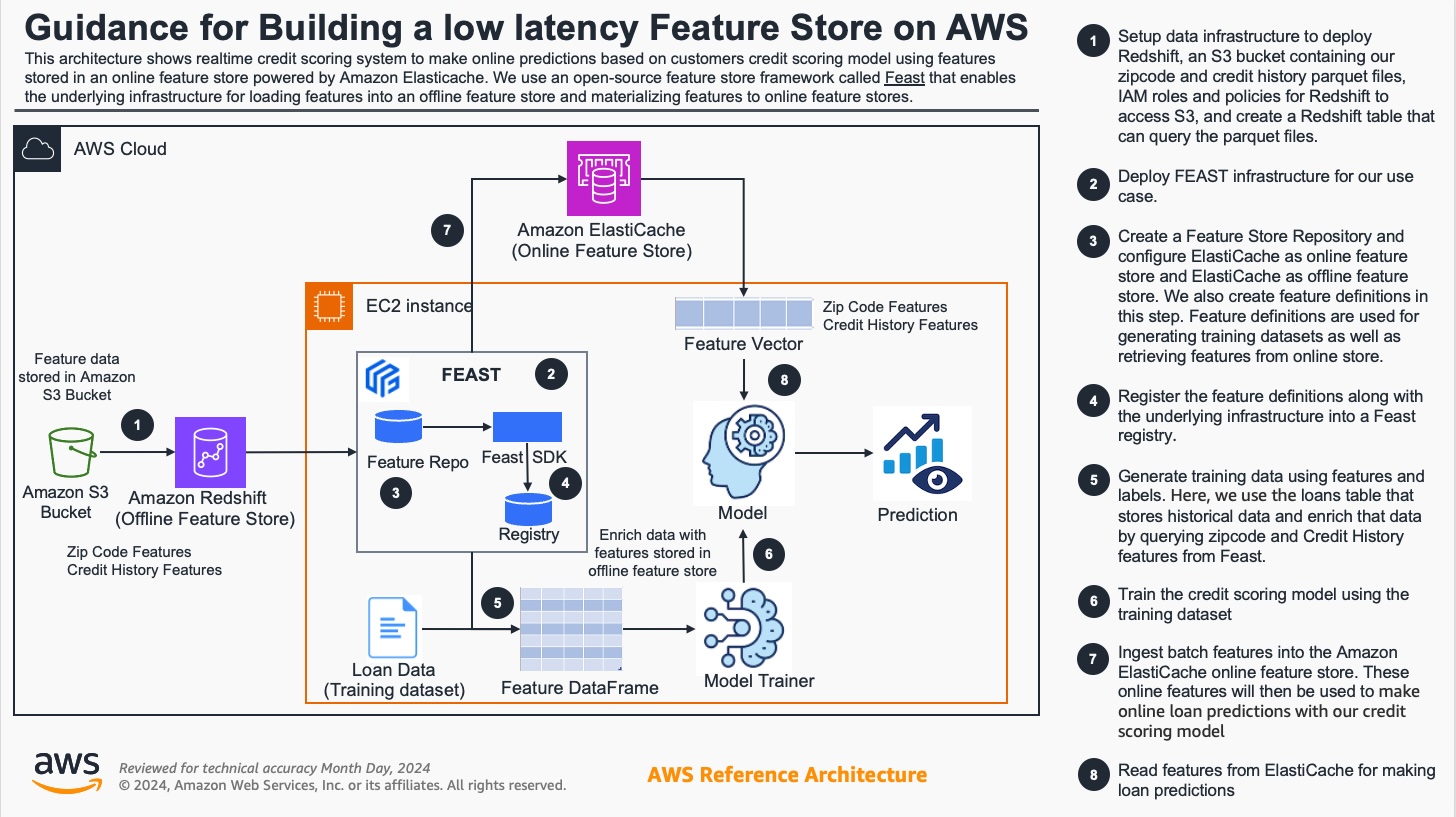 Guidance for Building a low latency Feature Store on AWS
This architecture shows realtime credit scoring system to make online predictions based on customers credit scoring model using features
stored in an online feature store powered by Amazon Elasticache. We use an open-source feature store framework called Feast that enables
the underlying infrastructure for loading features into an offline feature store and materializing features to online feature stores.
AWS Cloud
7
Amazon ElastiCache
(Online Feature Store)
EC2 instance
Zip Code Features
Credit History Features
Feature Vector
Feature data
stored in Amazon
S3 Bucket
1
Amazon S3
Bucket
Amazon Redshift
(Offline Feature Store)
Zip Code Features
Credit History Features
FEAST
2
Feature Repo
3
Feast SDK
4
Registry
8
Model
Prediction
Enrich data with
features stored in
offline feature store
6
5
Loan Data
(Training dataset)
Feature DataFrame
Model Trainer
aws
Reviewed for technical accuracy Month Day, 2024
© 2024, Amazon Web Services, Inc. or its affiliates. All rights reserved.
AWS Reference Architecture
1
Setup data infrastructure to deploy
Redshift, an S3 bucket containing our
zipcode and credit history parquet files,
IAM roles and policies for Redshift to
access S3, and create a Redshift table that
can query the parquet files.
2
Deploy FEAST infrastructure for our use
case.
3
Create a Feature Store Repository and
configure ElastiCache as online feature
store and ElastiCache as offline feature
store. We also create feature definitions in
this step. Feature definitions are used for
generating training datasets as well as
retrieving features from online store.
4
Register the feature definitions along with
the underlying infrastructure into a Feast
registry.
5
Generate training data using features and
labels. Here, we use the loans table that
stores historical data and enrich that data
by querying zipcode and Credit History
features from Feast.
6
Train the credit scoring model using the
training dataset
7
Ingest batch features into the Amazon
ElastiCache online feature store. These
online features will then be used to make
online loan predictions with our credit
scoring model
8
Read features from ElastiCache for making
loan predictions